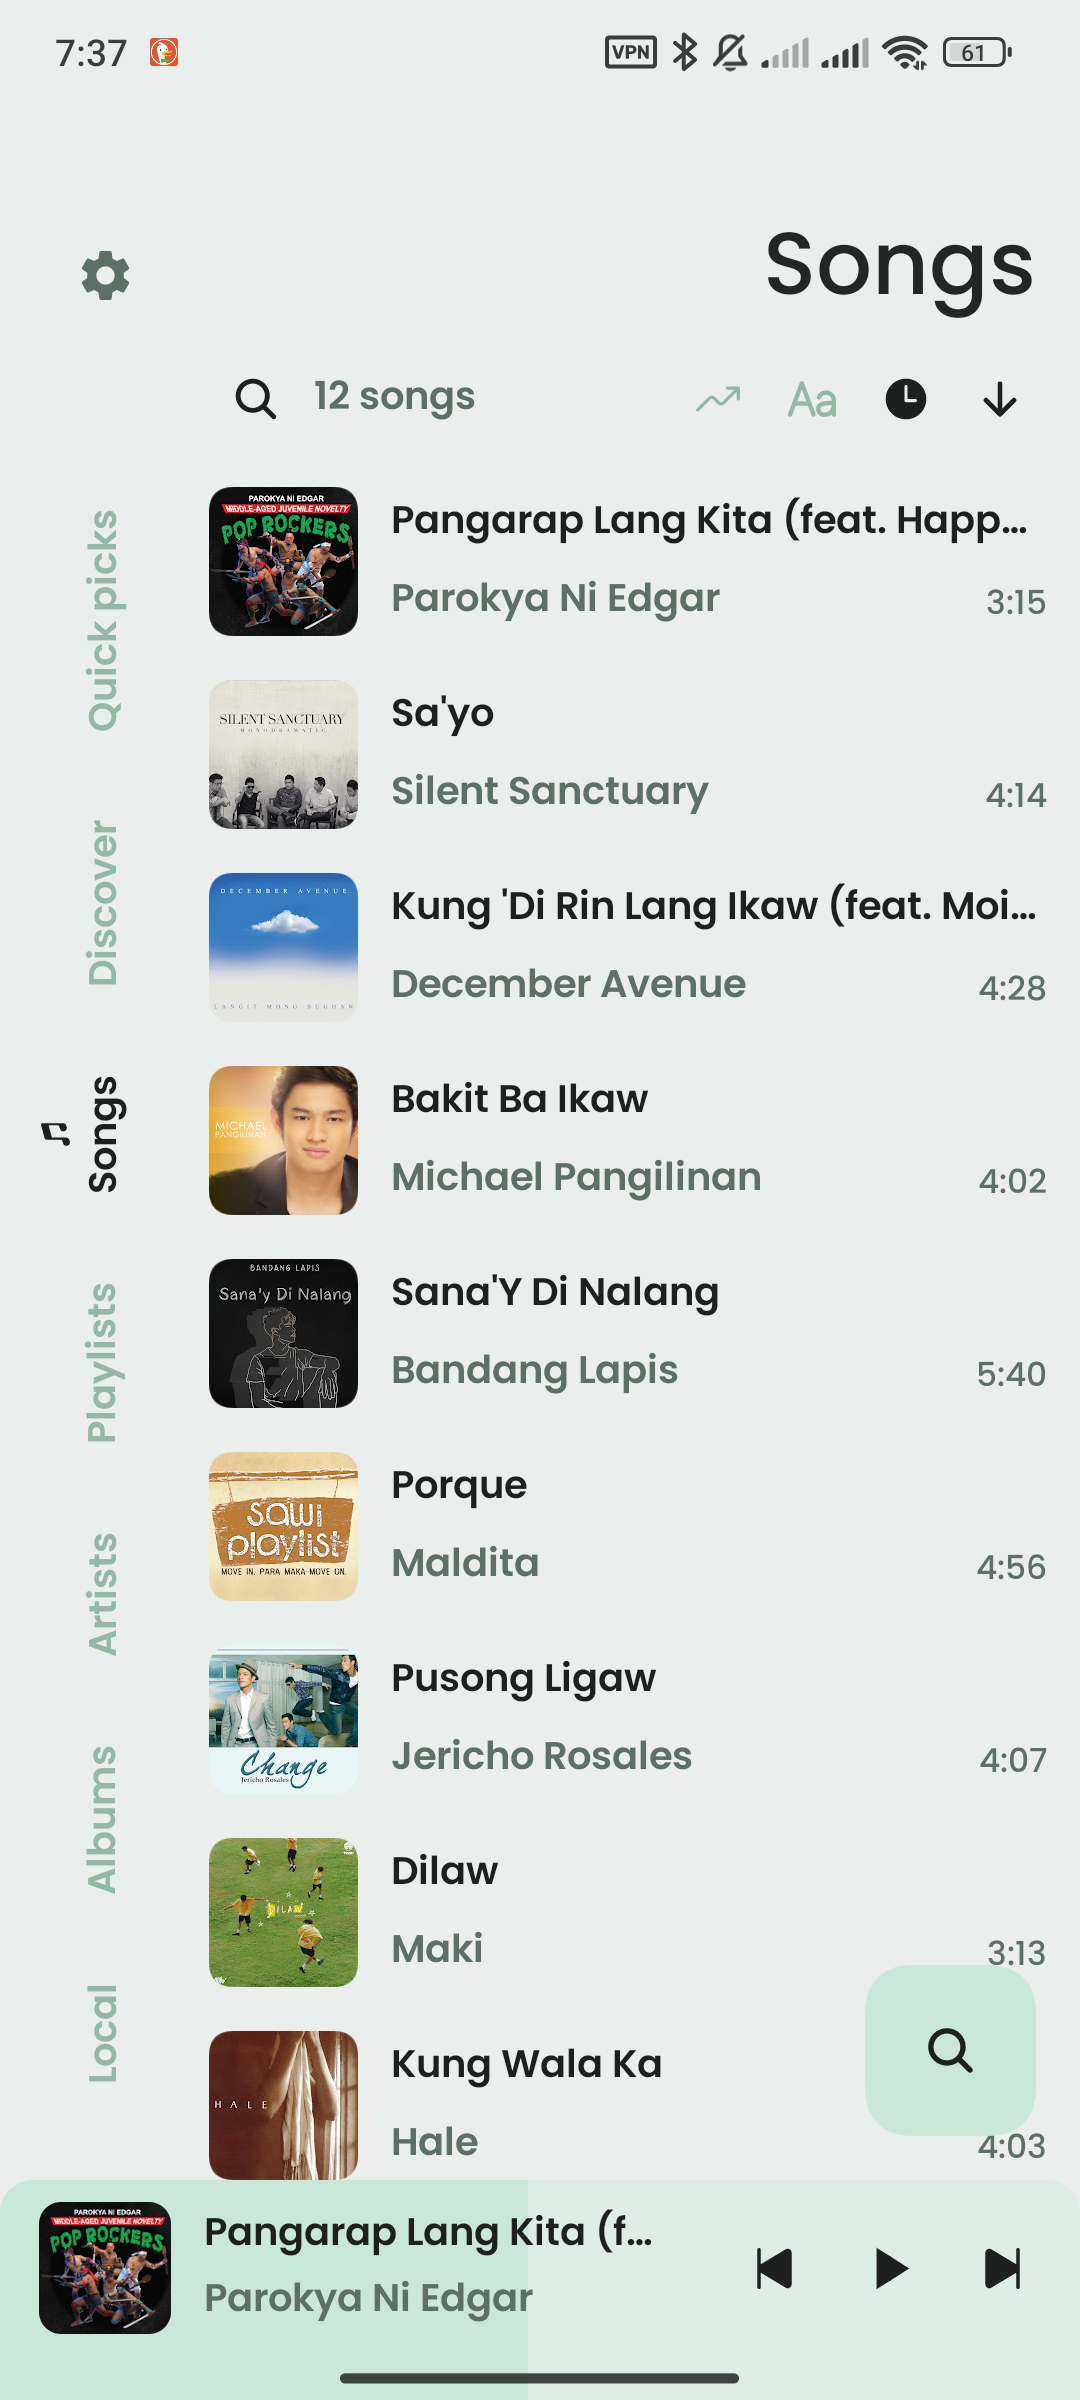 7:37
VPN
61
Songs
12 songs
Aa
Quick picks
Discover
Songs
Playlists
Artists
Albums
Local
PAROKYA NI EDGAR
MIDDLE-AGED JUVENILE NOVELTY
POP ROCKERS
Pangarap Lang Kita (feat. Happ...
Parokya Ni Edgar
3:15
SILENT SANCTUARY
MONODRAMATIC
Sa'yo
Silent Sanctuary
4:14
DECEMBER AVENUE
LANGIT MONG BUGHAW
Kung 'Di Rin Lang Ikaw (feat. Moi...
December Avenue
4:28
MICHAEL
PANGILINAN
Bakit Ba Ikaw
Michael Pangilinan
4:02
BANDANG LAPIS
Sana'y Di Nalang
Sana'Y Di Nalang
Bandang Lapis
5:40
sawi
playlist
MOVE IN. PARA MAKA-MOVE ON.
Porque
Maldita
4:56
Change
Jericho Rosales
Pusong Ligaw
Jericho Rosales
4:07
DILAW
Dilaw
Maki
3:13
HALE
Kung Wala Ka
Hale
4:03
PAROKYA NI EDGAR
MIDDLE-AGED JUVENILE NOVELTY
POP ROCKERS
Pangarap Lang Kita (f...
Parokya Ni Edgar